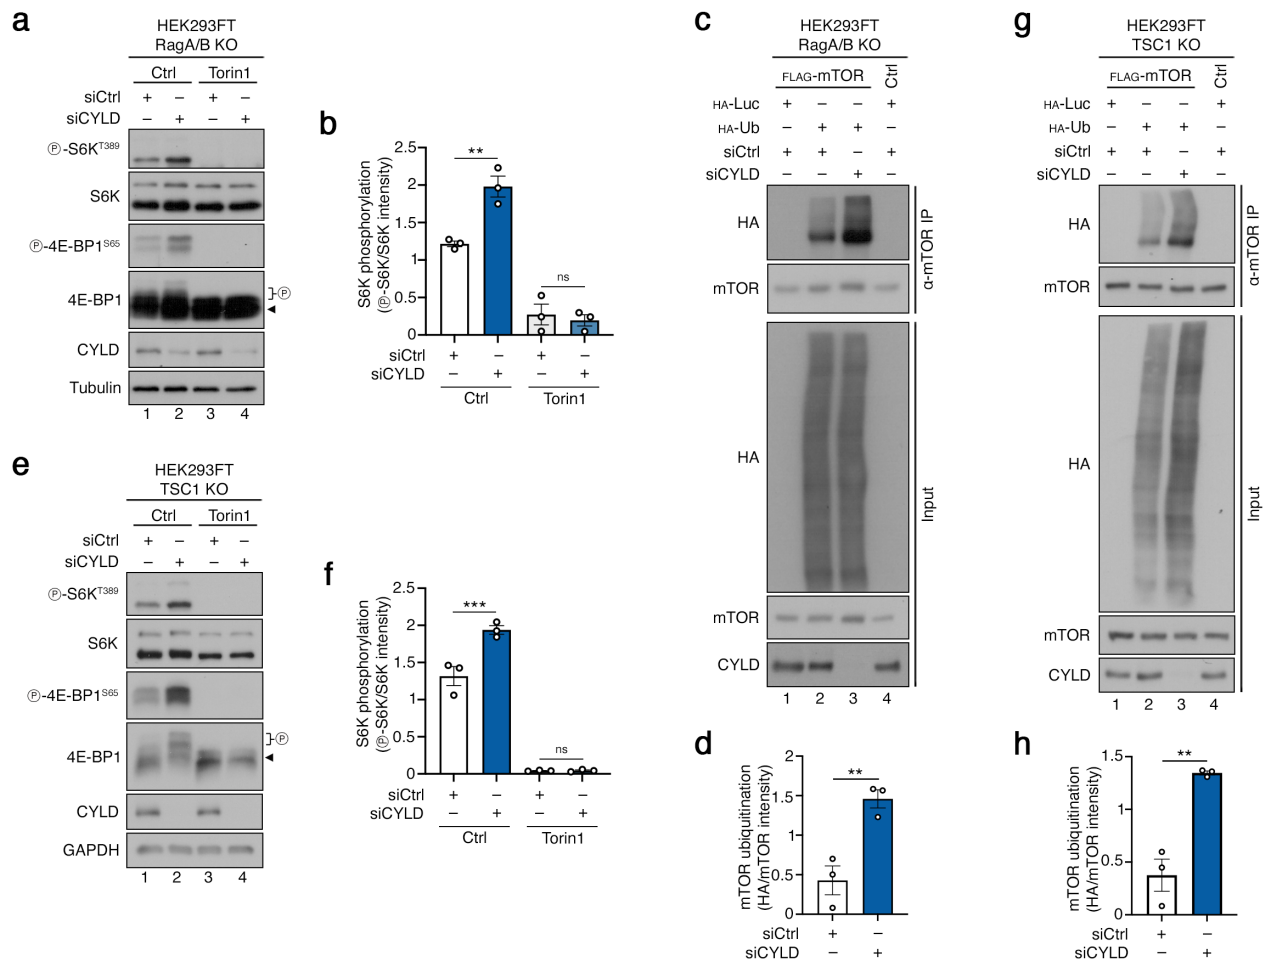 a
HEK293FT
RagA/B KO
Ctrl Torin1
siCtrl + – + –
siCYLD – + – +
Ⓟ-S6K^T389
S6K
Ⓟ-4E-BP1^S65
4E-BP1 Ⓟ
CYLD
Tubulin
1 2 3 4
b
S6K phosphorylation
(Ⓟ-S6K/S6K intensity)
2.5
2
1.5
1
0.5
0
**
ns
siCtrl + – + –
siCYLD – + – +
Ctrl Torin1
c
HEK293FT
RagA/B KO
FLAG-mTOR Ctrl
HA-Luc + – – +
HA-Ub – + + –
siCtrl + + – +
siCYLD – – + –
HA
mTOR
α-mTOR IP
HA
mTOR
CYLD
Input
1 2 3 4
d
mTOR ubiquitination
(HA/mTOR intensity)
2
1.5
1
0.5
0
**
siCtrl + –
siCYLD – +
e
HEK293FT
TSC1 KO
Ctrl Torin1
siCtrl + – + –
siCYLD – + – +
Ⓟ-S6K^T389
S6K
Ⓟ-4E-BP1^S65
4E-BP1 Ⓟ
CYLD
GAPDH
1 2 3 4
f
S6K phosphorylation
(Ⓟ-S6K/S6K intensity)
2.5
2
1.5
1
0.5
0
***
ns
siCtrl + – + –
siCYLD – + – +
Ctrl Torin1
g
HEK293FT
TSC1 KO
FLAG-mTOR Ctrl
HA-Luc + – – +
HA-Ub – + + –
siCtrl + + – +
siCYLD – – + –
HA
mTOR
α-mTOR IP
HA
mTOR
CYLD
Input
1 2 3 4
h
mTOR ubiquitination
(HA/mTOR intensity)
1.5
1
0.5
0
**
siCtrl + –
siCYLD – +